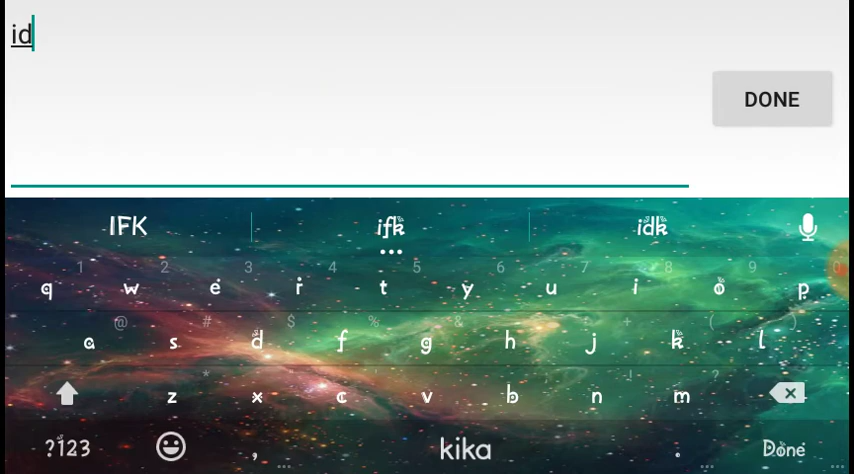 id
DONE
IFK ifk idk
1 2 3 4 5 6 7 8 9 0
q w e r t y u i o p
@ # $ % & + ( )
a s d f g h j k l
* ! ?
z x c v b n m
?123 , kika . Done